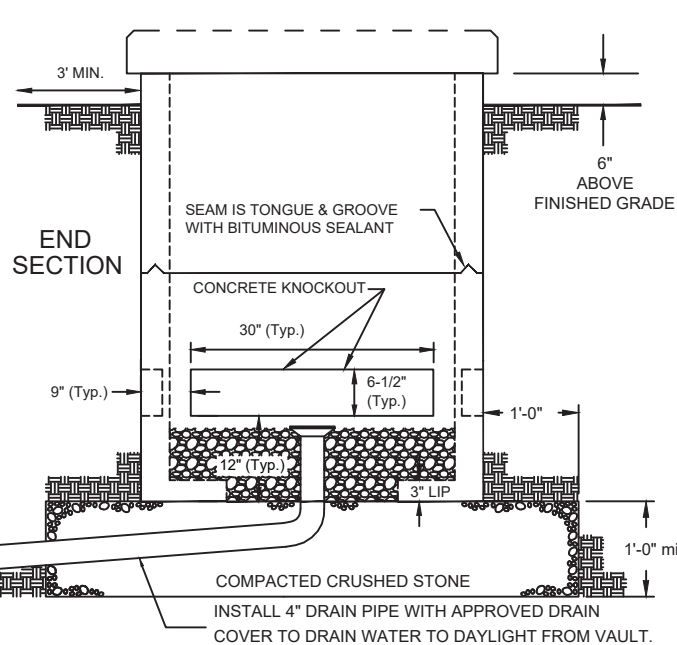 3' MIN.
6"
ABOVE
FINISHED GRADE
SEAM IS TONGUE & GROOVE
WITH BITUMINOUS SEALANT
END
SECTION
CONCRETE KNOCKOUT
30" (Typ.)
9" (Typ.)
6-1/2"
(Typ.)
1'-0"
12" (Typ.)
3" LIP
1'-0" mi
COMPACTED CRUSHED STONE
INSTALL 4" DRAIN PIPE WITH APPROVED DRAIN
COVER TO DRAIN WATER TO DAYLIGHT FROM VAULT.